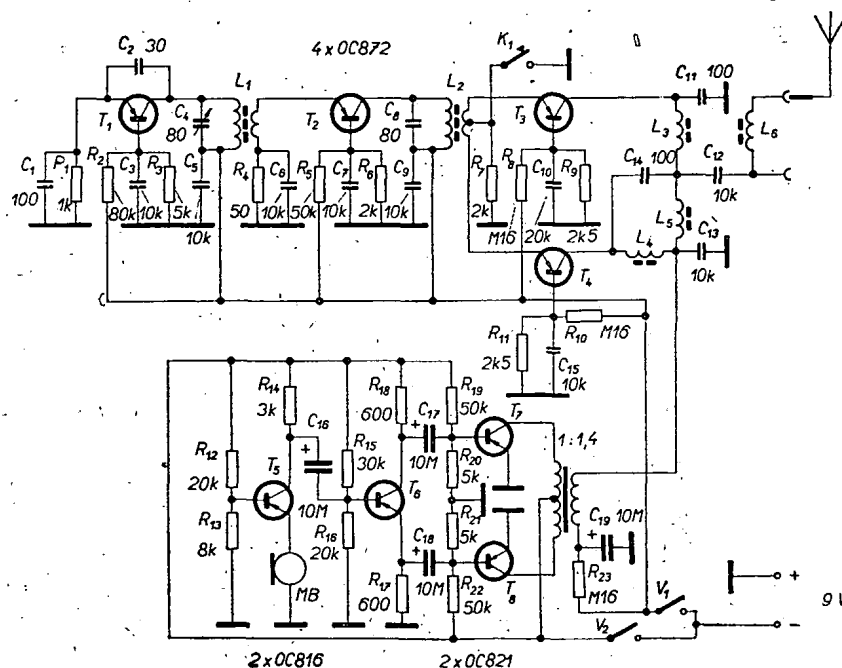 C₂ 30
4 x OC872
K₁
C₁₁ 100
L₁
L₂
T₁
C₄
80
T₂
C₈
80
T₃
L₃
L₆
C₁₄ 100
C₁₂
10k
C₁
100
P₁
1k
R₂
80k
C₃
10k
R₃
5k
C₅
10k
R₄
50
C₆
10k
R₅
50k
C₇
10k
R₆
2k
C₉
10k
R₇
2k
R₈
M16
C₁₀
20k
R₉
2k5
L₅
L₄
C₁₃
10k
T₄
R₁₁
2k5
R₁₀
M16
C₁₅
10k
R₁₄
3k
C₁₆
+
10M
R₁₈
600
C₁₇
+
10M
R₁₉
50k
T₇
1:1,4
R₁₂
20k
T₅
R₁₅
30k
T₆
R₂₀
5k
R₁₃
8k
R₁₆
20k
C₁₈
+
10M
R₂₁
5k
C₁₉ 10M
+
MB
R₁₇
600
R₂₂
50k
T₈
R₂₃
M16
V₁
V₂
+
9V
–
2 x OC816
2 x OC821